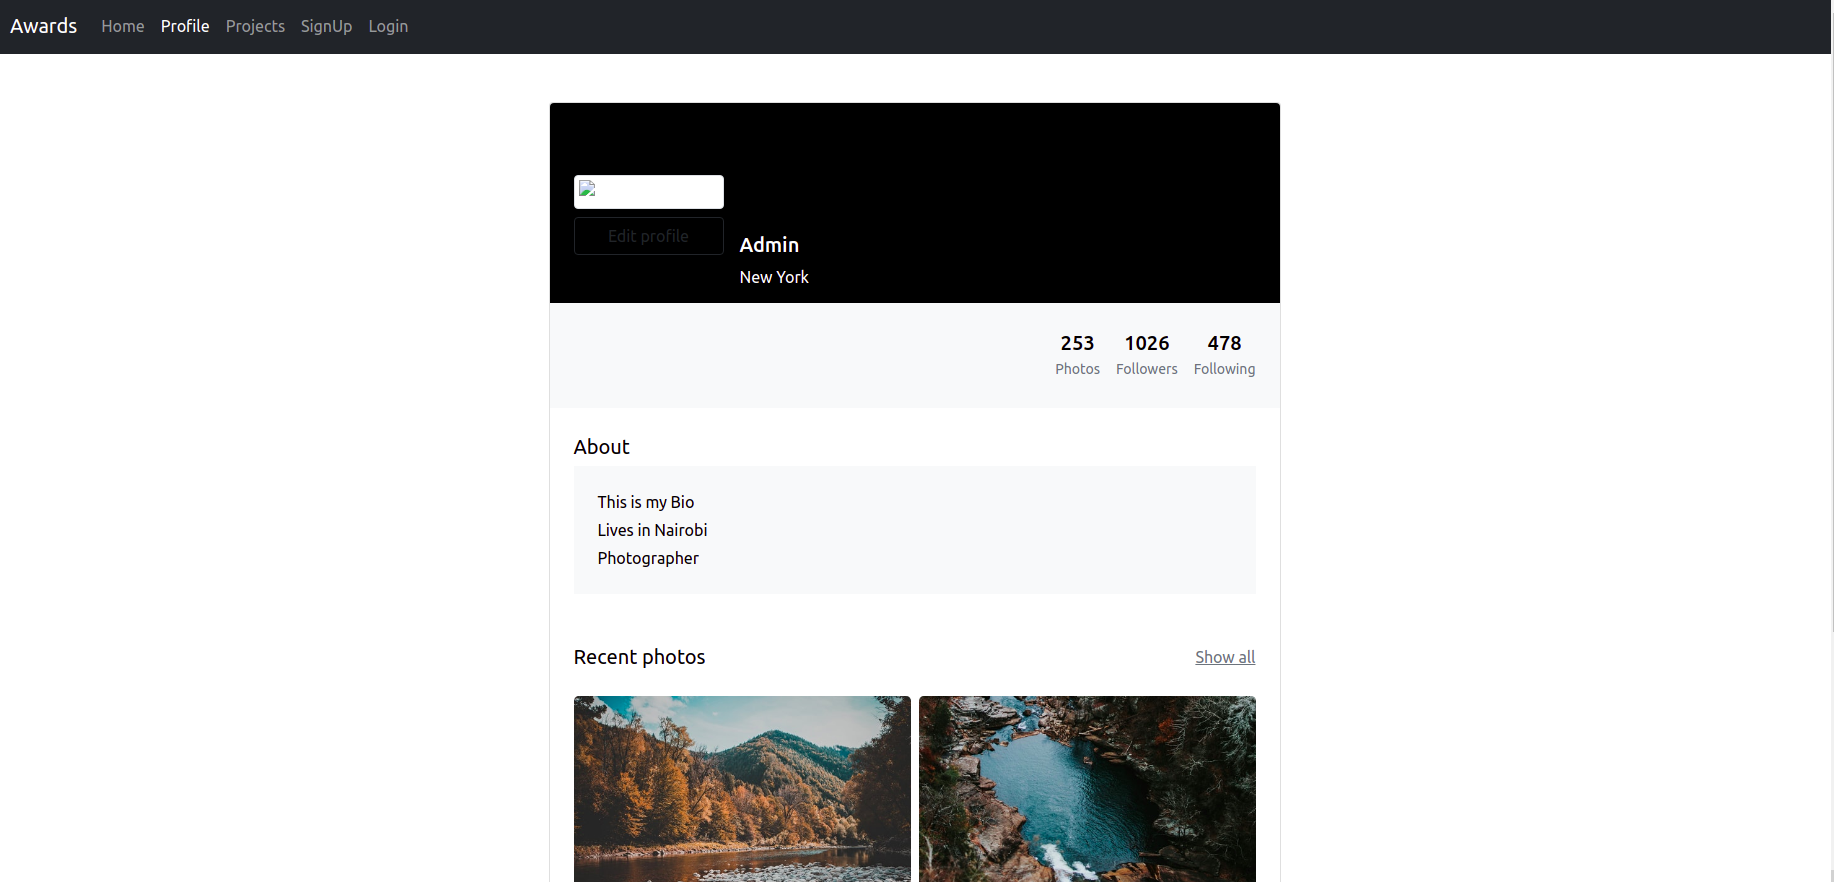 Awards Home Profile Projects SignUp Login
Edit profile
Admin
New York
253 1026 478
Photos Followers Following
About
This is my Bio
Lives in Nairobi
Photographer
Recent photos Show all